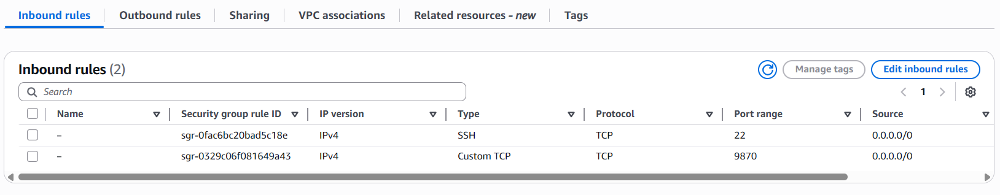 Inbound rules Outbound rules Sharing VPC associations Related resources - new Tags
Inbound rules (2) Manage tags Edit inbound rules
Search 1
Name Security group rule ID IP version Type Protocol Port range Source
– sgr-0fac6bc20bad5c18e IPv4 SSH TCP 22 0.0.0.0/0
– sgr-0329c06f081649a43 IPv4 Custom TCP TCP 9870 0.0.0.0/0